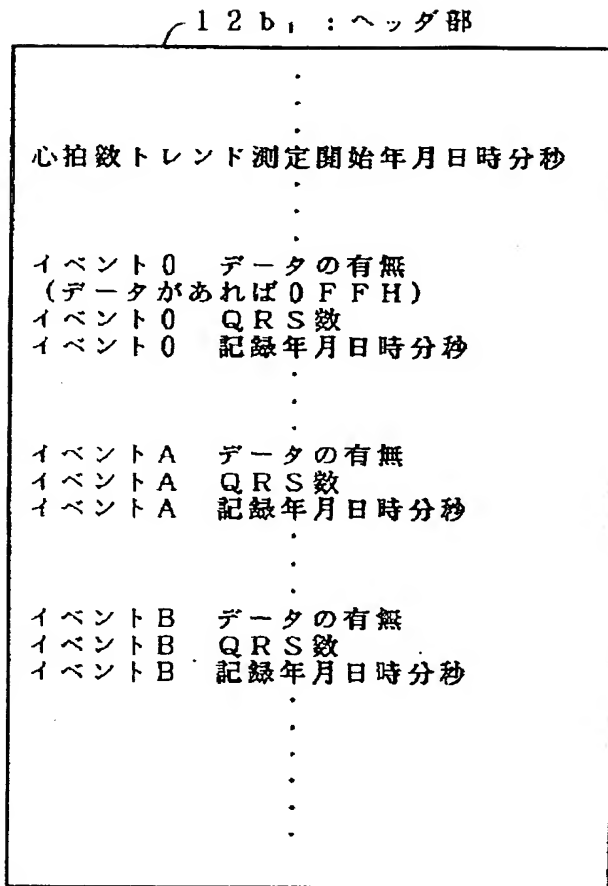 12b₁：ヘッダ部
心拍数トレンド測定開始年月日時分秒
イベント0 データの有無
（データがあれば0FFH）
イベント0 QRS数
イベント0 記録年月日時分秒
イベントA データの有無
イベントA QRS数
イベントA 記録年月日時分秒
イベントB データの有無
イベントB QRS数
イベントB 記録年月日時分秒